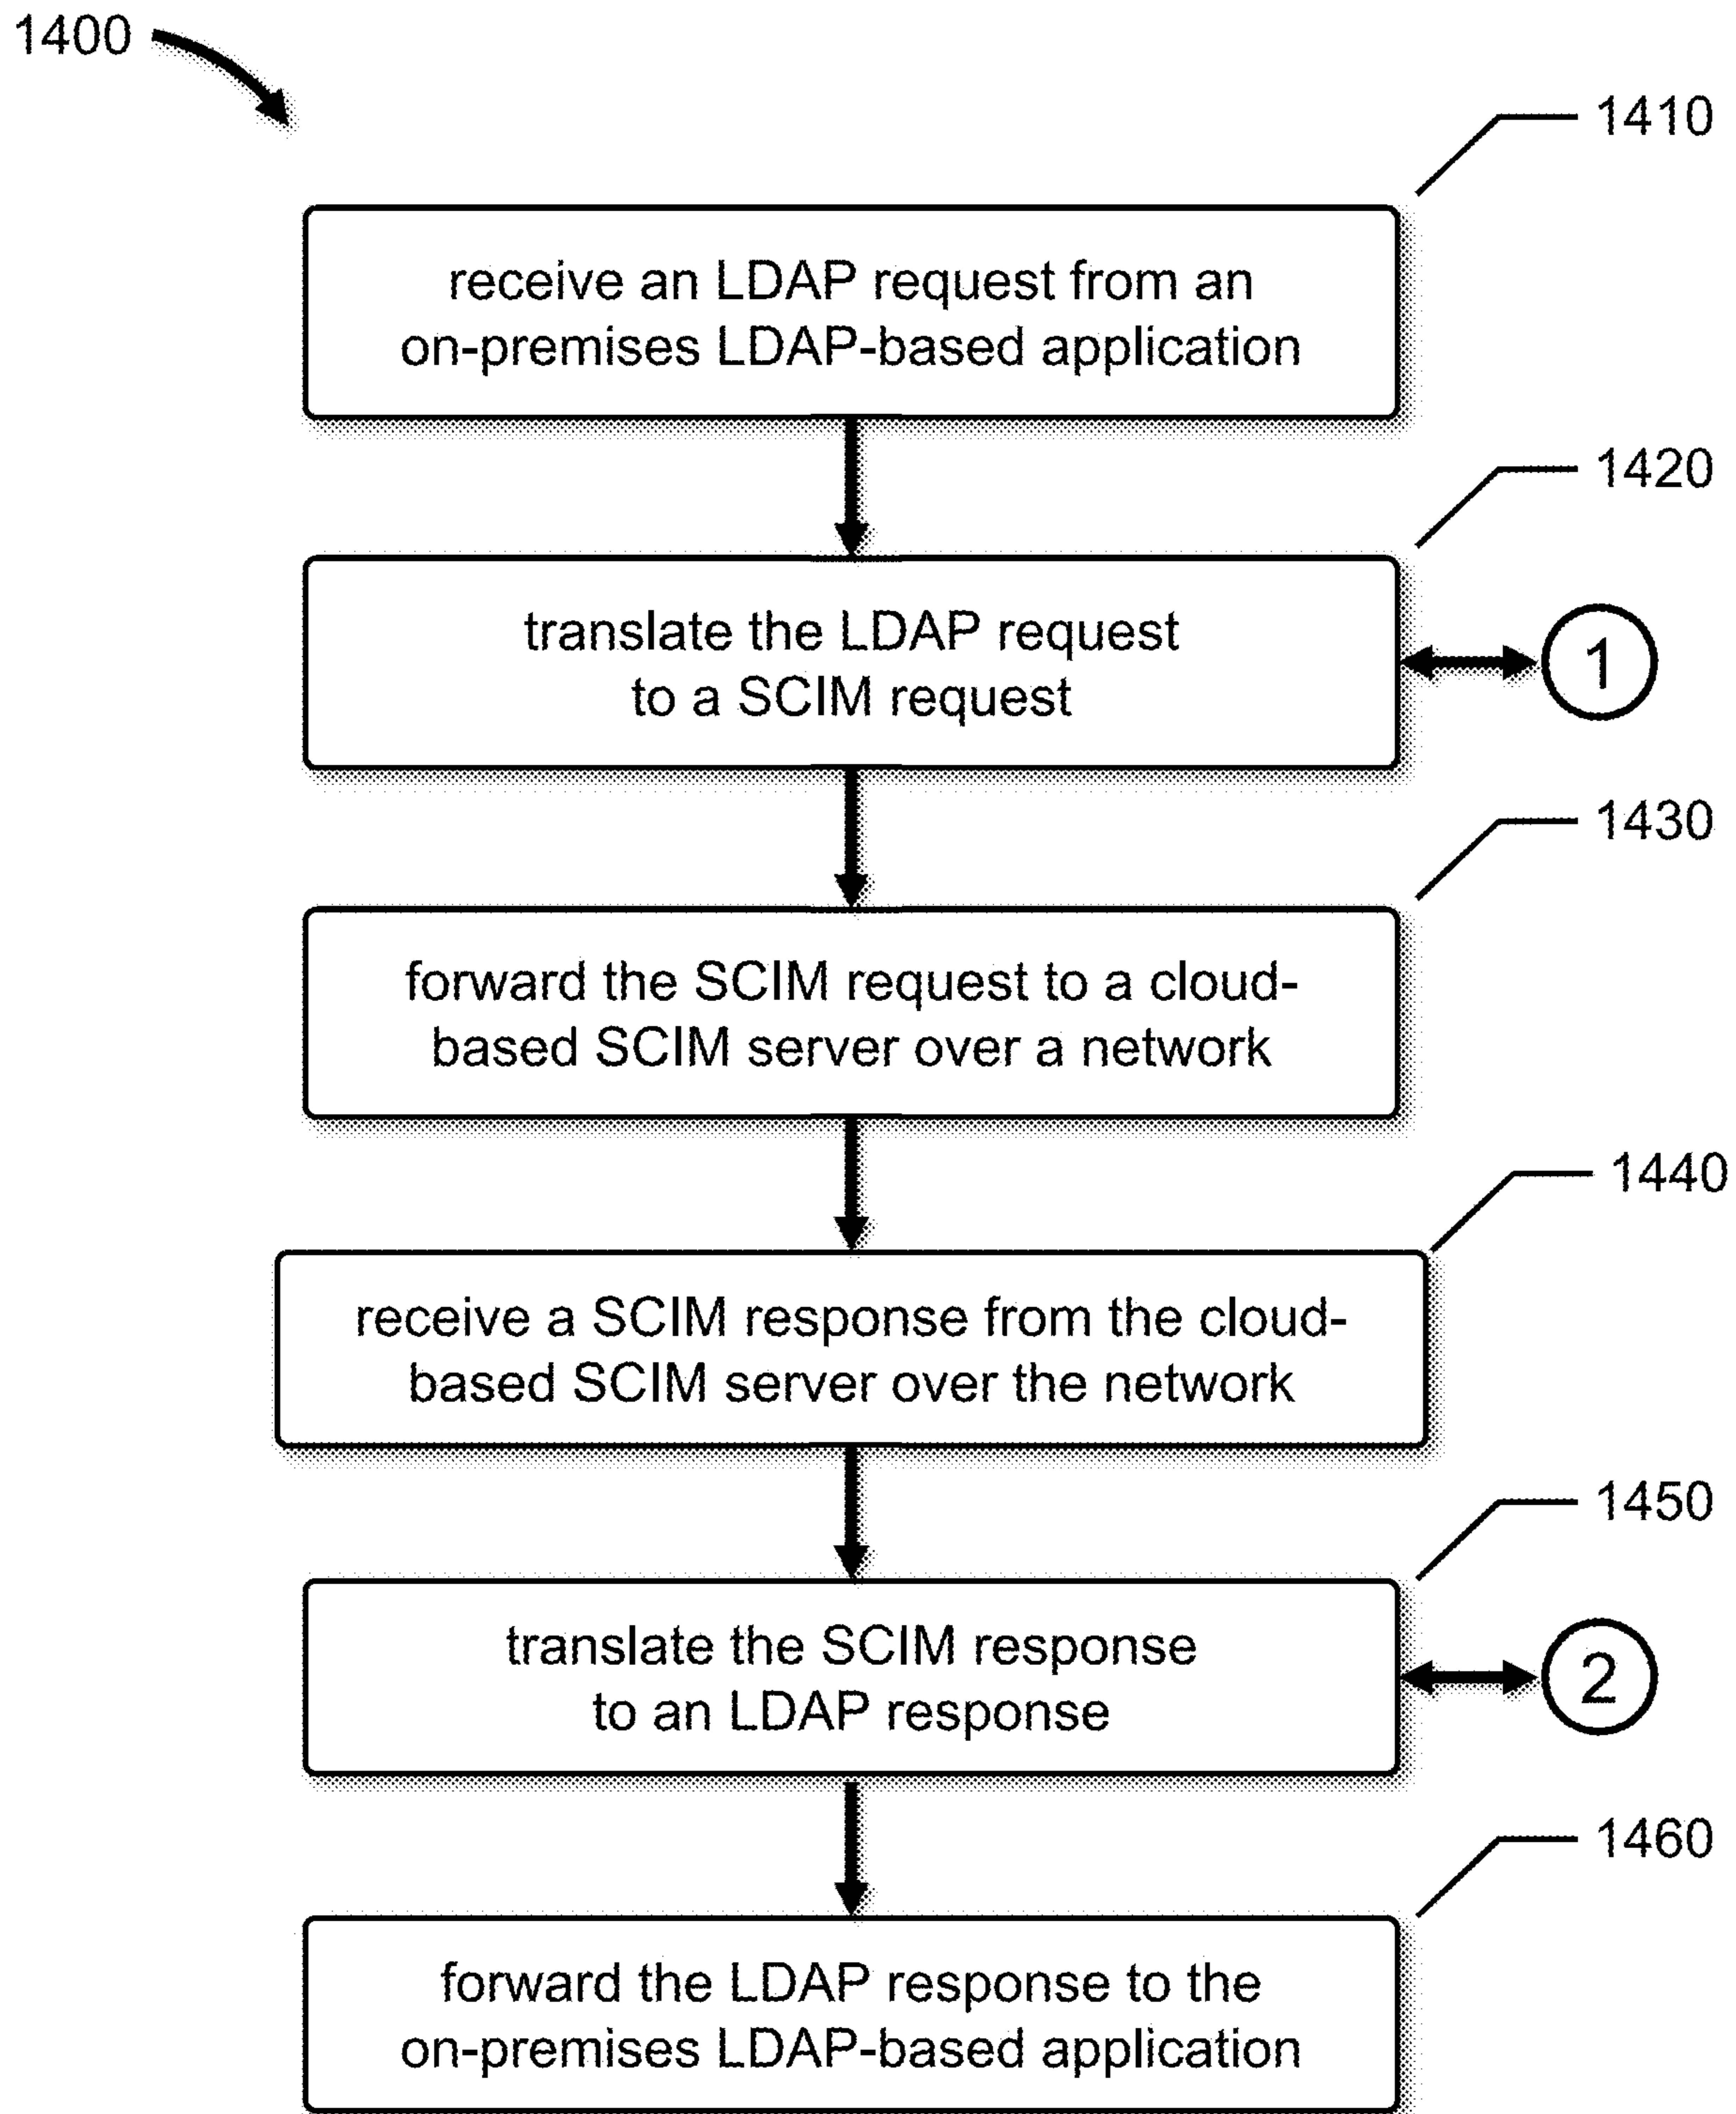 1400
1410
receive an LDAP request from an
on-premises LDAP-based application
1420
translate the LDAP request
to a SCIM request
1
1430
forward the SCIM request to a cloud-
based SCIM server over a network
1440
receive a SCIM response from the cloud-
based SCIM server over the network
1450
translate the SCIM response
to an LDAP response
2
1460
forward the LDAP response to the
on-premises LDAP-based application